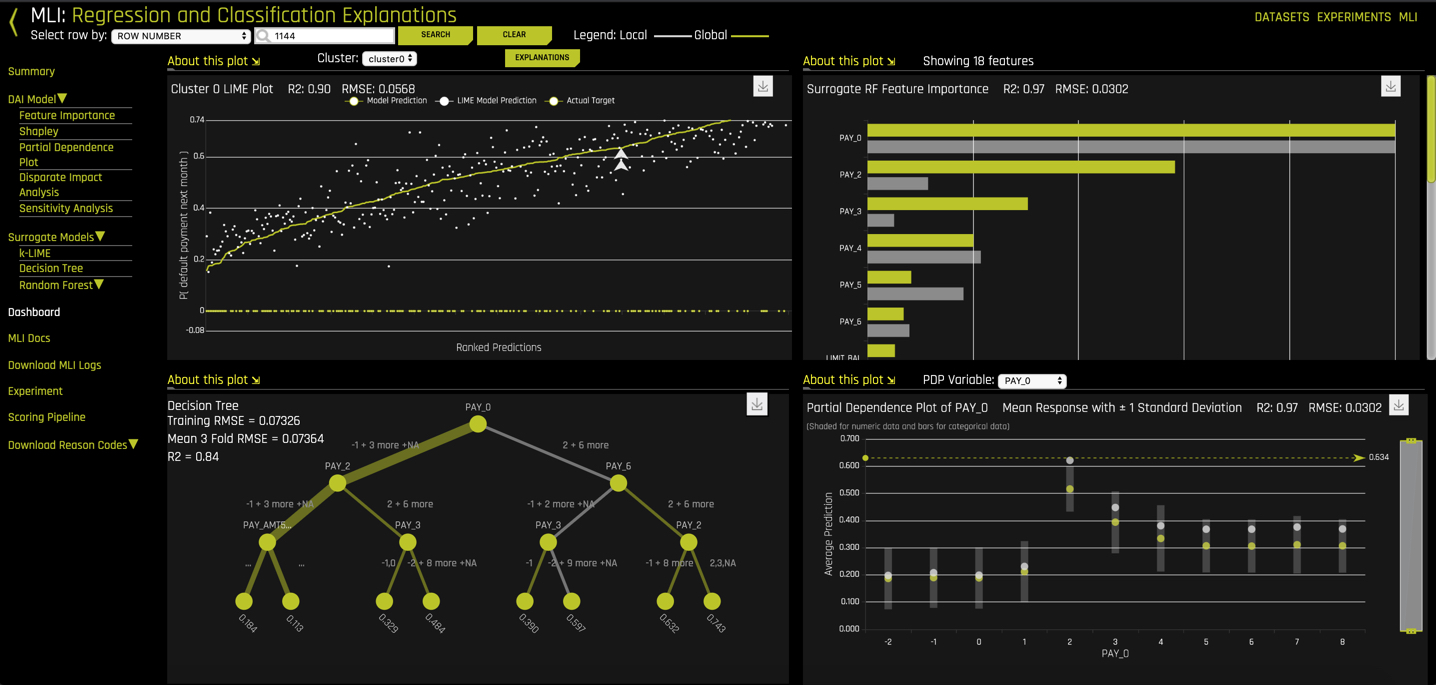 MLI: Regression and Classification Explanations
DATASETS EXPERIMENTS MLI
Select row by: ROW NUMBER 1144 SEARCH CLEAR Legend: Local Global
About this plot Cluster: cluster0 EXPLANATIONS
Summary
DAI Model
Feature Importance
Shapley
Partial Dependence
Plot
Disparate Impact
Analysis
Sensitivity Analysis
Surrogate Models
k-LIME
Decision Tree
Random Forest
Dashboard
MLI Docs
Download MLI Logs
Experiment
Scoring Pipeline
Download Reason Codes
Cluster 0 LIME Plot R2: 0.90 RMSE: 0.0568
Model Prediction LIME Model Prediction Actual Target
P( default payment next month )
0.74
0.6
0.4
0.2
0
-0.08
Ranked Predictions
About this plot Showing 18 features
Surrogate RF Feature Importance R2: 0.97 RMSE: 0.0302
PAY_0
PAY_2
PAY_3
PAY_4
PAY_5
PAY_6
LIMIT_BAL
About this plot
Decision Tree
Training RMSE = 0.07326
Mean 3 Fold RMSE = 0.07364
R2 = 0.84
PAY_0
-1 + 3 more +NA 2 + 6 more
PAY_2 PAY_6
-1 + 3 more +NA 2 + 6 more -1 + 2 more +NA 2 + 6 more
PAY_AMT5... PAY_3 PAY_3 PAY_2
... ... -1,0 -2 + 8 more +NA -1 -2 + 9 more +NA -1 + 8 more 2,3,NA
0.184 0.113 0.329 0.484 0.390 0.597 0.632 0.743
About this plot PDP Variable: PAY_0
Partial Dependence Plot of PAY_0 Mean Response with ± 1 Standard Deviation R2: 0.97 RMSE: 0.0302
(Shaded for numeric data and bars for categorical data)
Average Prediction
0.700
0.634
0.600
0.500
0.400
0.300
0.200
0.100
0.000
-2 -1 0 1 2 3 4 5 6 7 8
PAY_0